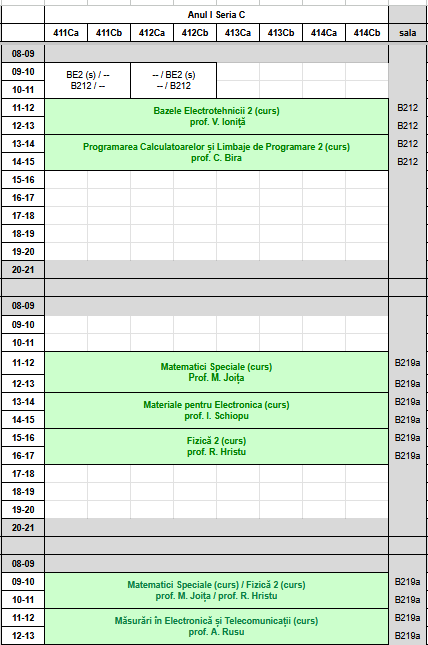 Anul I Seria C
411Ca 411Cb 412Ca 412Cb 413Ca 413Cb 414Ca 414Cb sala
08-09
09-10 BE2 (s) / -- -- / BE2 (s)
10-11 B212 / -- -- / B212
11-12 Bazele Electrotehnicii 2 (curs) B212
12-13 prof. V. Ioniță B212
13-14 Programarea Calculatoarelor și Limbaje de Programare 2 (curs) B212
14-15 prof. C. Bira B212
15-16
16-17
17-18
18-19
19-20
20-21
08-09
09-10
10-11
11-12 Matematici Speciale (curs) B219a
12-13 Prof. M. Joița B219a
13-14 Materiale pentru Electronica (curs) B219a
14-15 prof. I. Schiopu B219a
15-16 Fizică 2 (curs) B219a
16-17 prof. R. Hristu B219a
17-18
18-19
19-20
20-21
08-09
09-10 Matematici Speciale (curs) / Fizică 2 (curs) B219a
10-11 prof. M. Joița / prof. R. Hristu B219a
11-12 Măsurări în Electronică și Telecomunicații (curs) B219a
12-13 prof. A. Rusu B219a